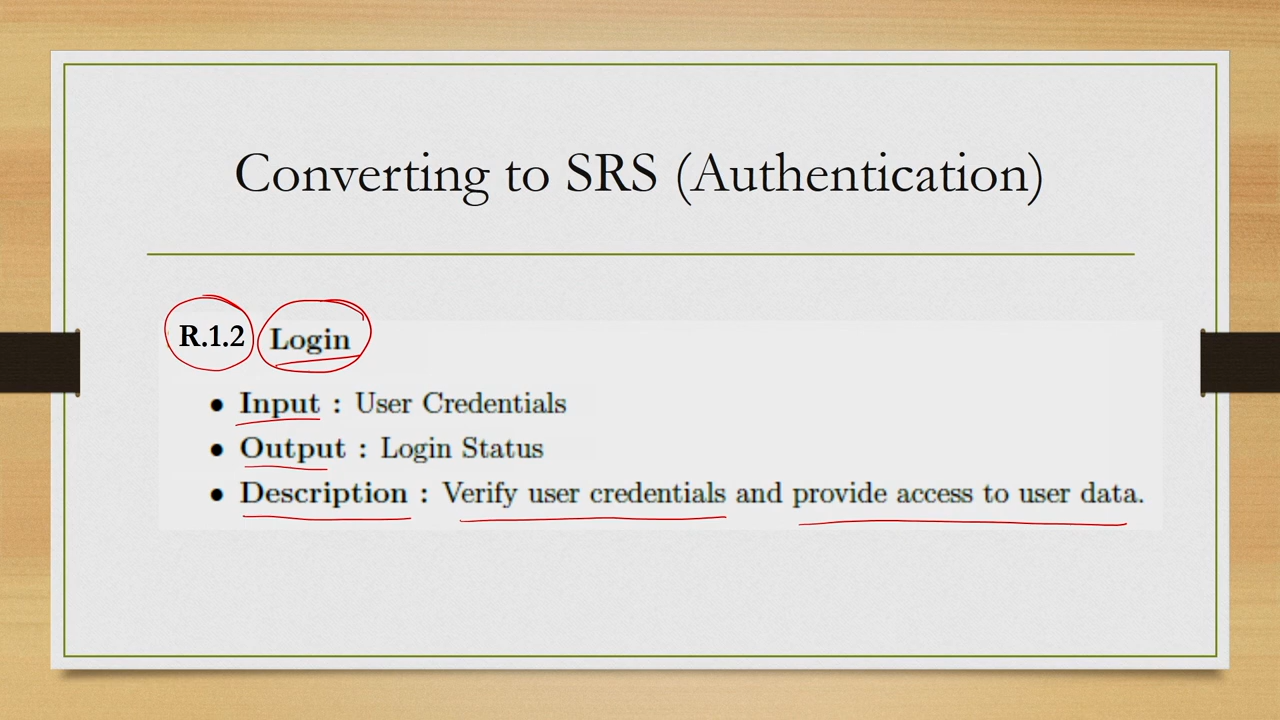 Converting to SRS (Authentication)
R.1.2 Login
• Input : User Credentials
• Output : Login Status
• Description : Verify user credentials and provide access to user data.